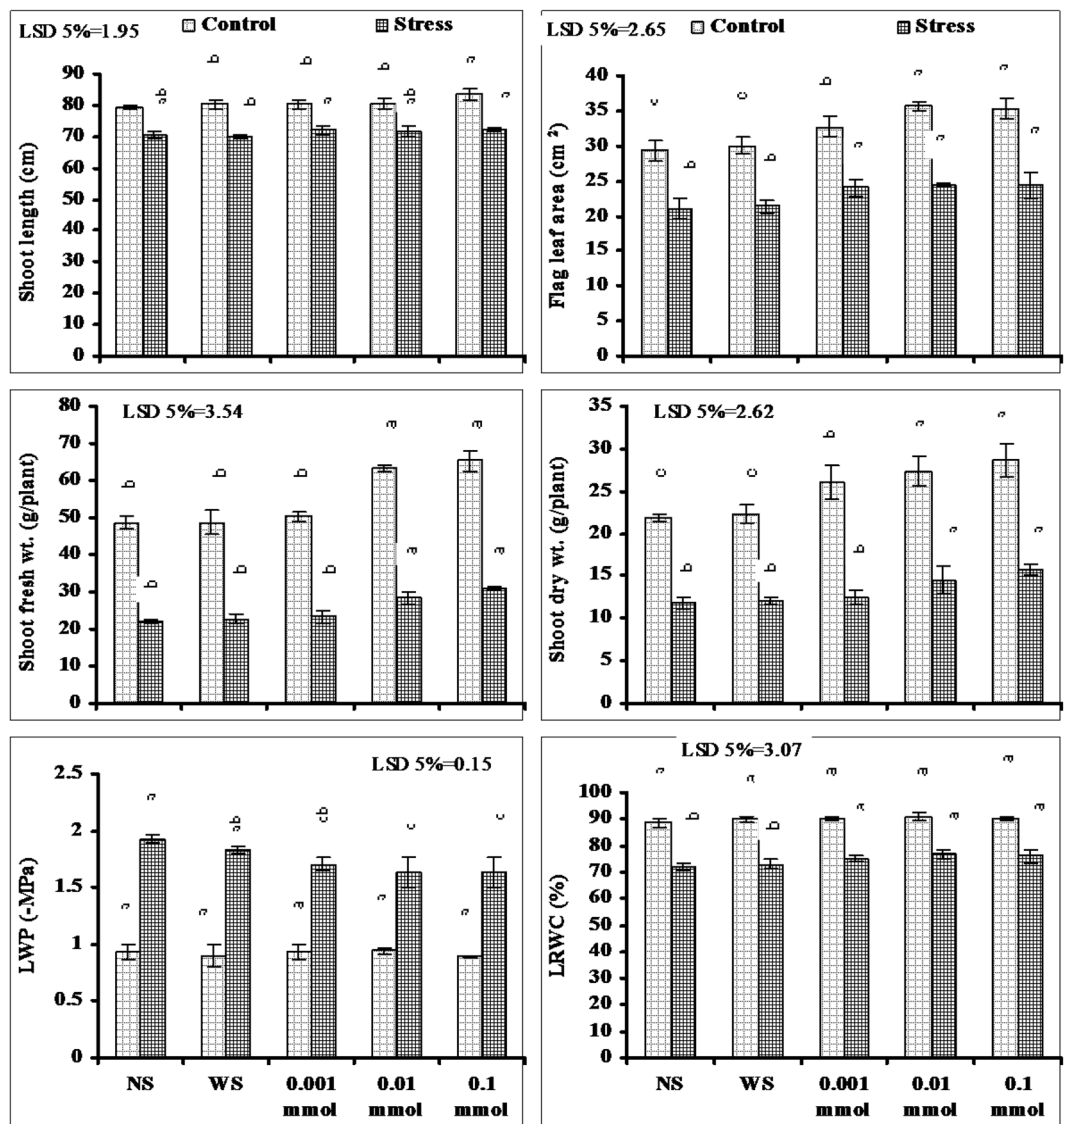 LSD 5%=1.95 Control Stress
b b b a
ab b a ab a
90
80
70
60
50
40
30
20
10
0
Shoot length (cm)
LSD 5%=2.65 Control Stress
c c b a a
b b a a a
40
35
30
25
20
15
10
5
0
Flag leaf area (cm ²)
LSD 5%=3.54
b b b a a
b b b a a
80
70
60
50
40
30
20
10
0
Shoot fresh wt. (g/plant)
LSD 5%=2.62
c c b a a
b b b a a
35
30
25
20
15
10
5
0
Shoot dry wt. (g/plant)
LSD 5%=0.15
a ab bc c c
a a a a a
2.5
2
1.5
1
0.5
0
LWP (-MPa)
NS WS 0.001 mmol 0.01 mmol 0.1 mmol
LSD 5%=3.07
a a a a a
b b a a a
100
90
80
70
60
50
40
30
20
10
0
LRWC (%)
NS WS 0.001 mmol 0.01 mmol 0.1 mmol